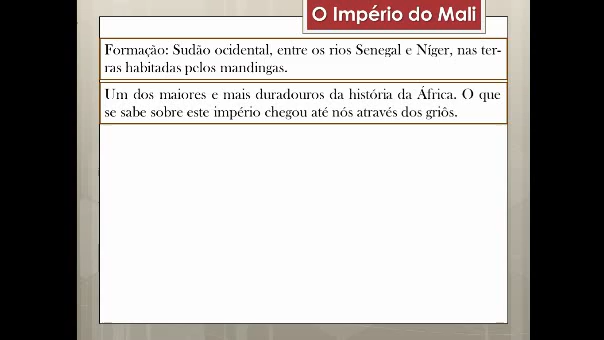 O Império do Mali
Formação: Sudão ocidental, entre os rios Senegal e Níger, nas ter-
ras habitadas pelos mandingas.
Um dos maiores e mais duradouros da história da África. O que
se sabe sobre este império chegou até nós através dos griôs.